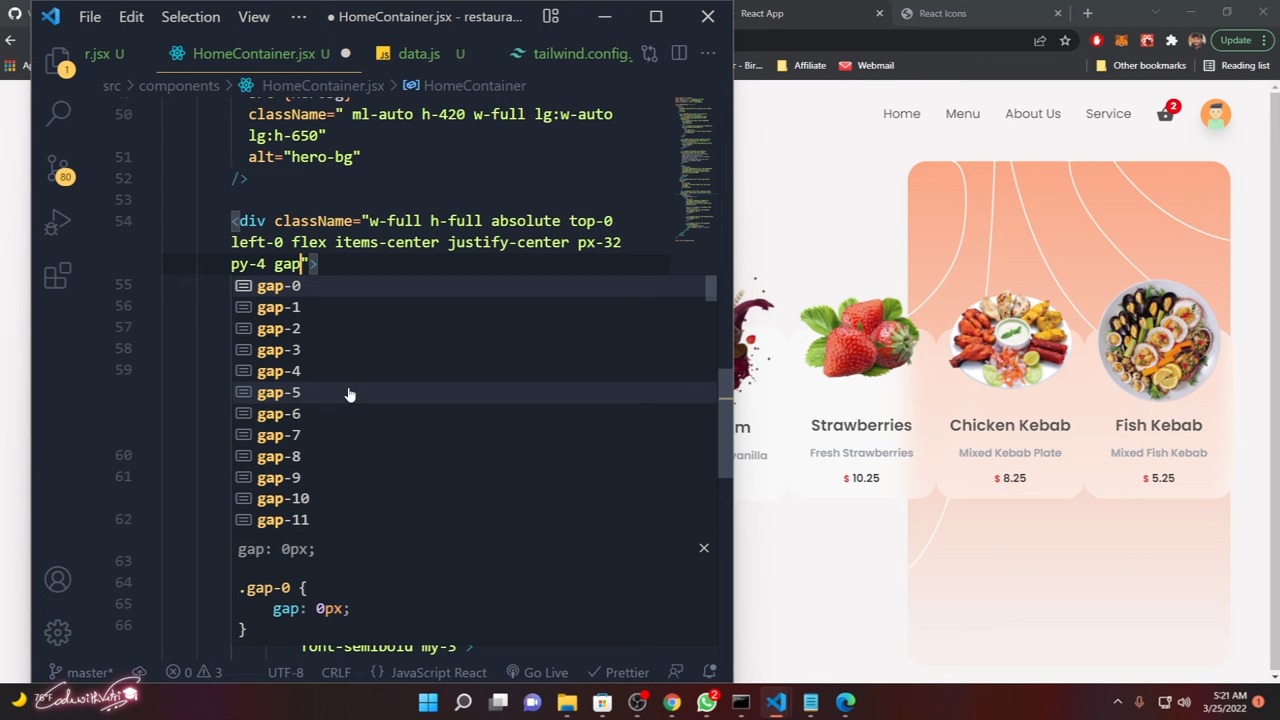 File Edit Selection View ··· ● HomeContainer.jsx - restaura...
r.jsx U HomeContainer.jsx U ● JS data.js U tailwind.config.
src > components > HomeContainer.jsx > HomeContainer
50 className=" ml-auto h-420 w-full lg:w-auto
lg:h-650"
51 alt="hero-bg"
52 />
53
54 <div className="w-full h-full absolute top-0
left-0 flex items-center justify-center px-32
py-4 gap">
55
56
57
58
59
60
61
62
63
64
65
66
gap-0
gap-1
gap-2
gap-3
gap-4
gap-5
gap-6
gap-7
gap-8
gap-9
gap-10
gap-11
gap: 0px;
.gap-0 {
gap: 0px;
}
font-semibold my-3">
1
80
master* 0 3 UTF-8 CRLF {} JavaScript React Go Live Prettier
React App React Icons
Update
Other bookmarks Reading list
Affiliate Webmail
Home Menu About Us Service 2
m
vanilla
Strawberries
Fresh Strawberries
$ 10.25
Chicken Kebab
Mixed Kebab Plate
$ 8.25
Fish Kebab
Mixed Fish Kebab
$ 5.25
2
5:21 AM
3/25/2022
1